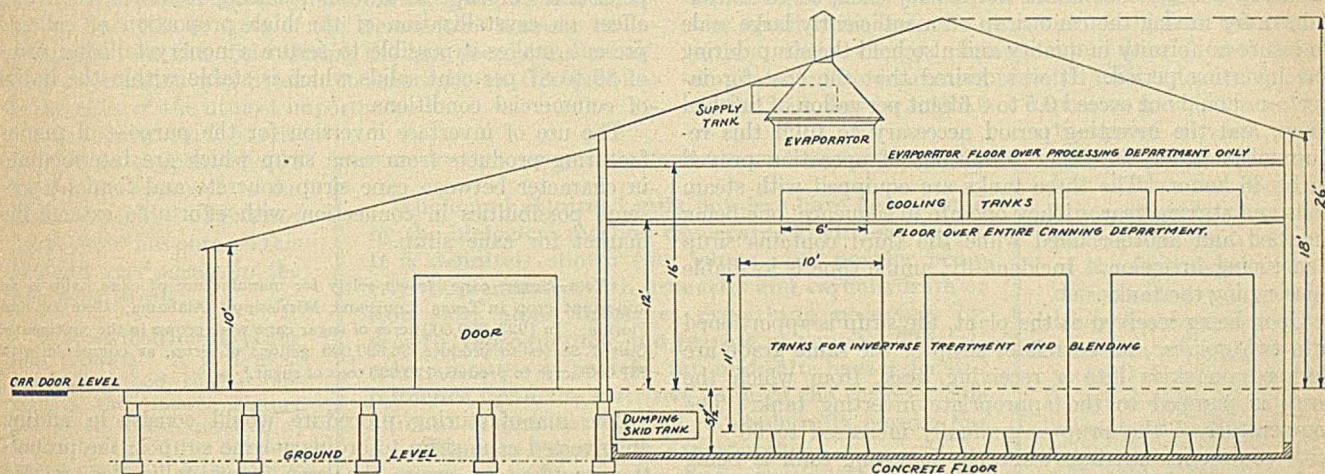 SUPPLY
TANK
EVAPORATOR
EVAPORATOR FLOOR OVER PROCESSING DEPARTMENT ONLY
COOLING TANKS
6'
FLOOR OVER ENTIRE CANNING DEPARTMENT.
26'
18'
16'
12'
10'
10'
11'
DOOR
TANKS FOR INVERTASE TREATMENT AND BLENDING
CAR DOOR LEVEL
5½'
DUMPING
SKID TANK
GROUND LEVEL
CONCRETE FLOOR